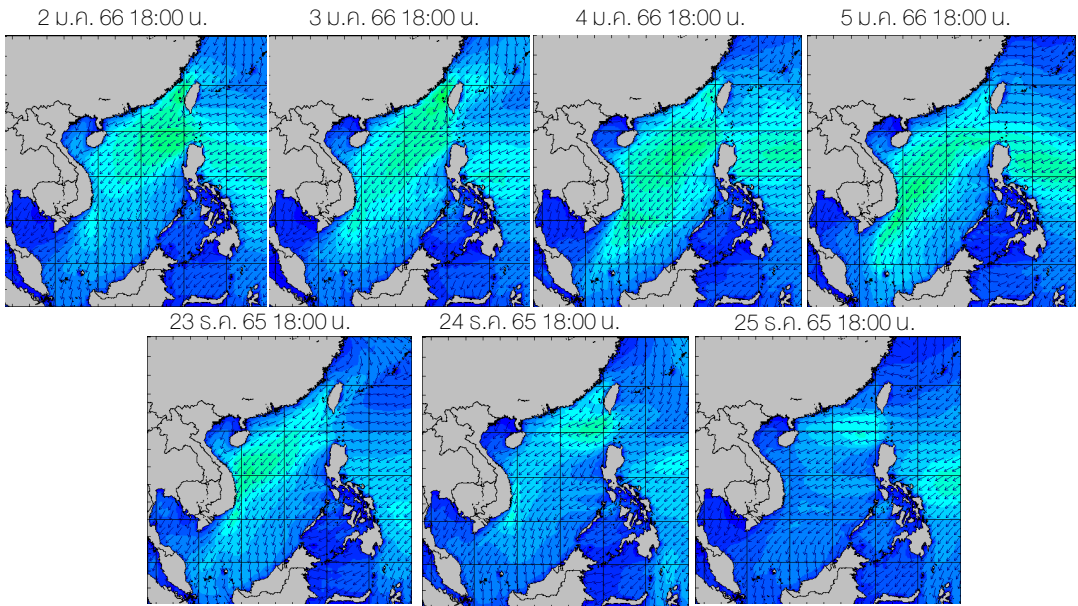 2 ม.ค. 66 18:00 น.
3 ม.ค. 66 18:00 น.
4 ม.ค. 66 18:00 น.
5 ม.ค. 66 18:00 น.
23 ธ.ค. 65 18:00 น.
24 ธ.ค. 65 18:00 น.
25 ธ.ค. 65 18:00 น.